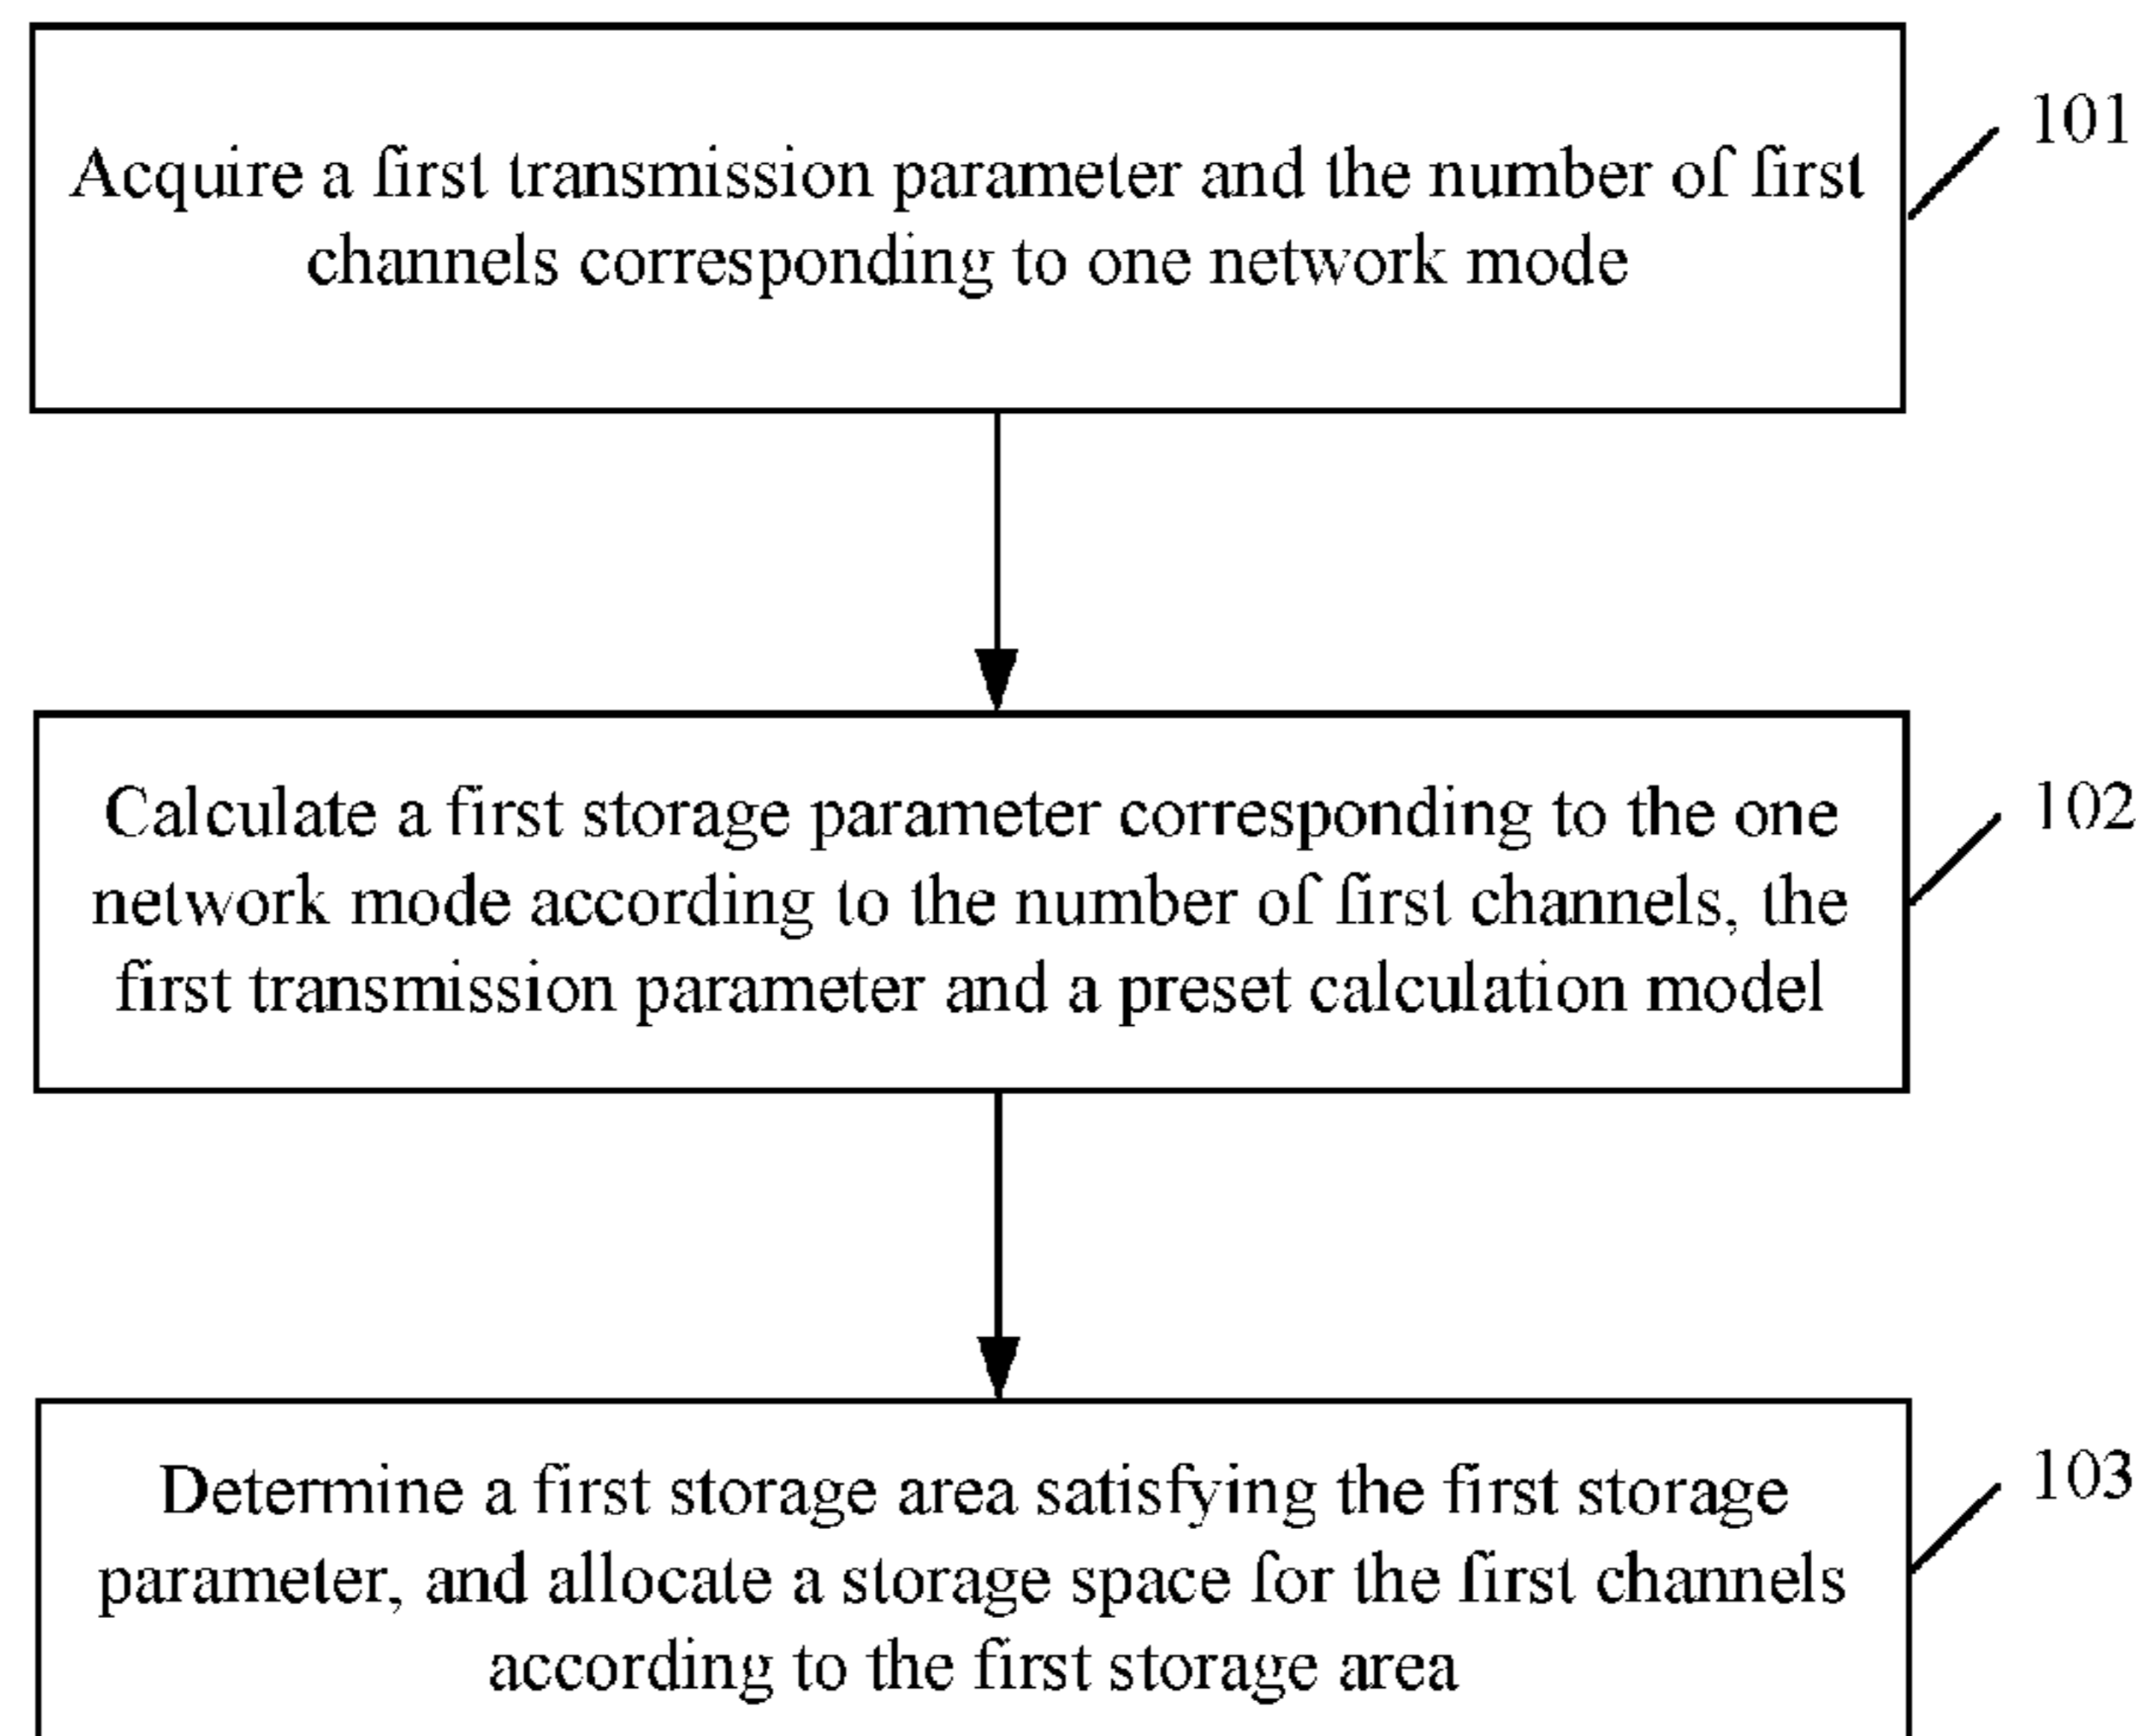 Acquire a first transmission parameter and the number of first
channels corresponding to one network mode
101
Calculate a first storage parameter corresponding to the one
network mode according to the number of first channels, the
first transmission parameter and a preset calculation model
102
Determine a first storage area satisfying the first storage
parameter, and allocate a storage space for the first channels
according to the first storage area
103